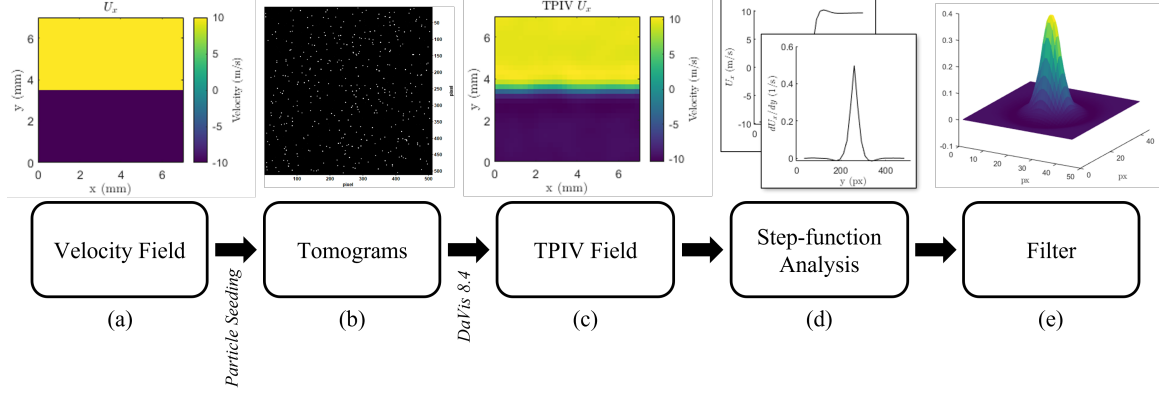 U_x
10
5
0
-5
-10
Velocity (m/s)
6
4
2
0
y (mm)
0 2 4 6
x (mm)
0
50
100
150
200
250
300
350
400
450
500
pixel
100 200 300 400 500
pixel
TPIV U_x
10
5
0
-5
-10
Velocity (m/s)
6
4
2
0
y (mm)
0 2 4 6
x (mm)
10
5
0
-5
-10
U_x (m/s)
0
0.6
0.4
0.2
0
dU_x/dy (1/s)
0 200 400
y (px)
0.4
0.3
0.2
0.1
0
-0.1
0 10 20 30 40 50
px
0 20 40
px
Velocity Field
Particle Seeding
Tomograms
DaVis 8.4
TPIV Field
Step-function
Analysis
Filter
(a)
(b)
(c)
(d)
(e)